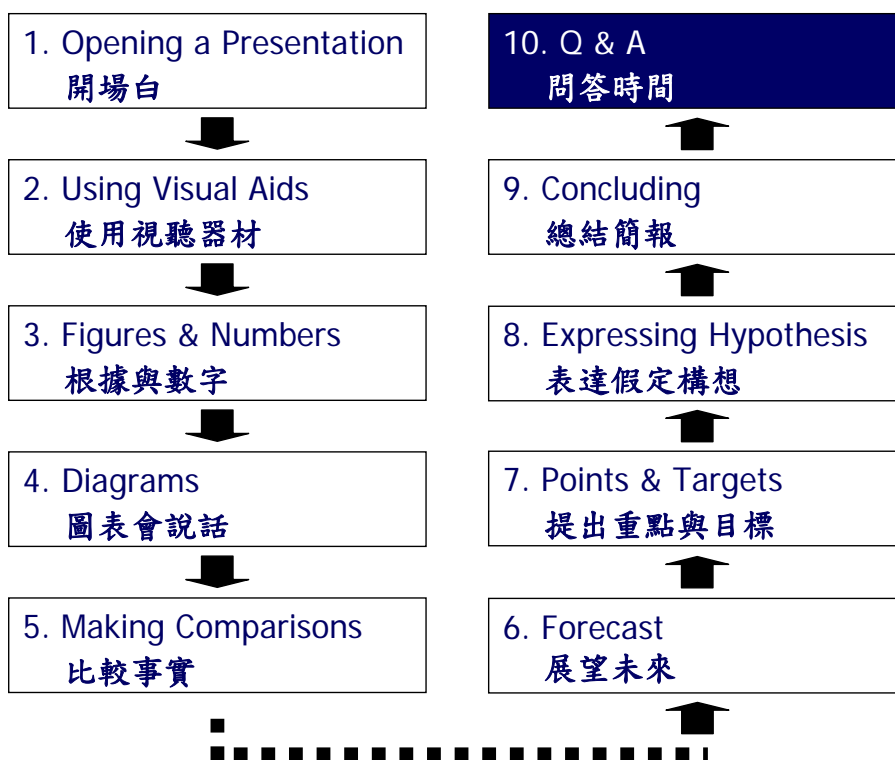 1. Opening a Presentation
開場白
2. Using Visual Aids
使用視聽器材
3. Figures & Numbers
根據與數字
4. Diagrams
圖表會說話
5. Making Comparisons
比較事實
6. Forecast
展望未來
7. Points & Targets
提出重點與目標
8. Expressing Hypothesis
表達假定構想
9. Concluding
總結簡報
10. Q & A
問答時間